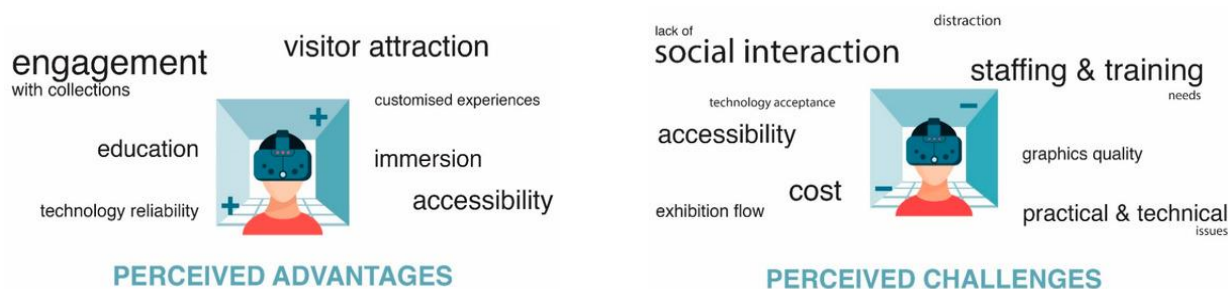 visitor attraction
engagement
with collections
customised experiences
+
education
immersion
accessibility
technology reliability
+
PERCEIVED ADVANTAGES
distraction
lack of
social interaction
staffing & training
needs
technology acceptance
−
accessibility
graphics quality
cost
−
exhibition flow
practical & technical
issues
PERCEIVED CHALLENGES